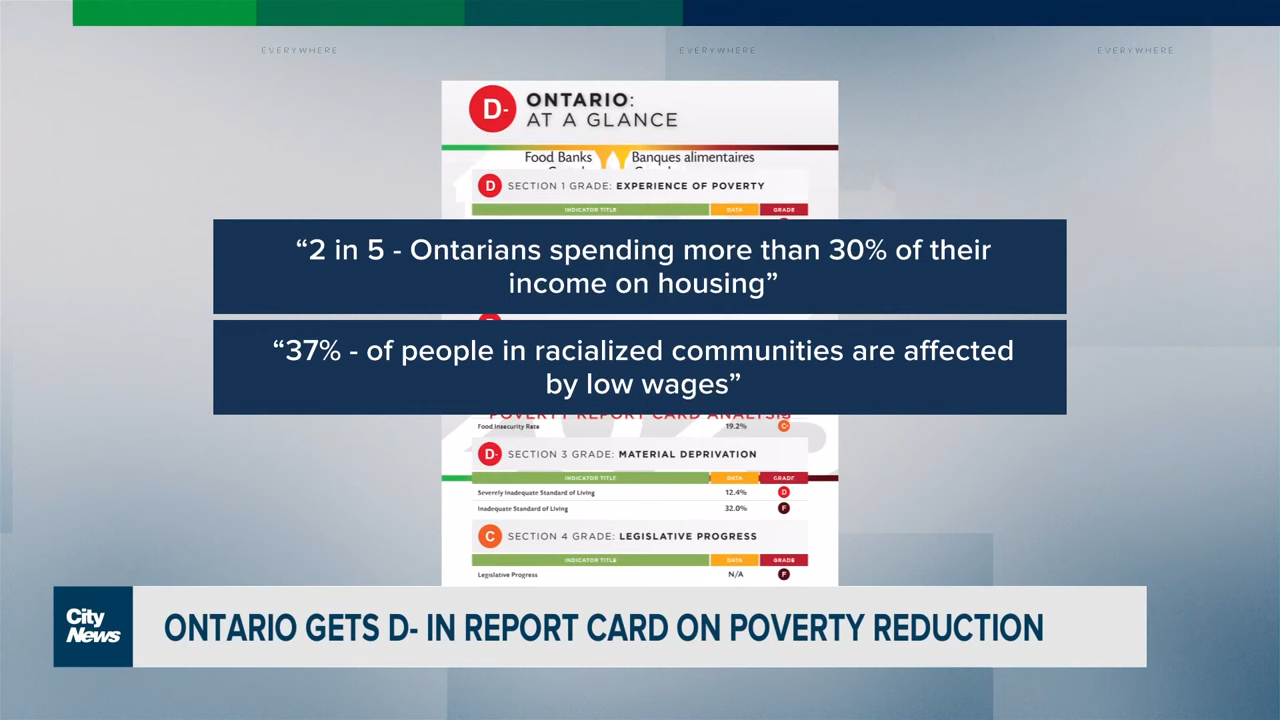 EVERYWHERE EVERYWHERE EVERYWHERE
D- ONTARIO:
AT A GLANCE
Food Banks Banques alimentaires
D SECTION 1 GRADE: EXPERIENCE OF POVERTY
INDICATOR TITLE DATA GRADE
“2 in 5 - Ontarians spending more than 30% of their
income on housing”
“37% - of people in racialized communities are affected
by low wages”
POVERTY REPORT CARD ANALYSIS
Food Insecurity Rate 19.2% C-
D- SECTION 3 GRADE: MATERIAL DEPRIVATION
INDICATOR TITLE DATA GRADE
Severely Inadequate Standard of Living 12.4% D
Inadequate Standard of Living 32.0% F
C SECTION 4 GRADE: LEGISLATIVE PROGRESS
INDICATOR TITLE DATA GRADE
Legislative Progress N/A F
City
News
ONTARIO GETS D- IN REPORT CARD ON POVERTY REDUCTION